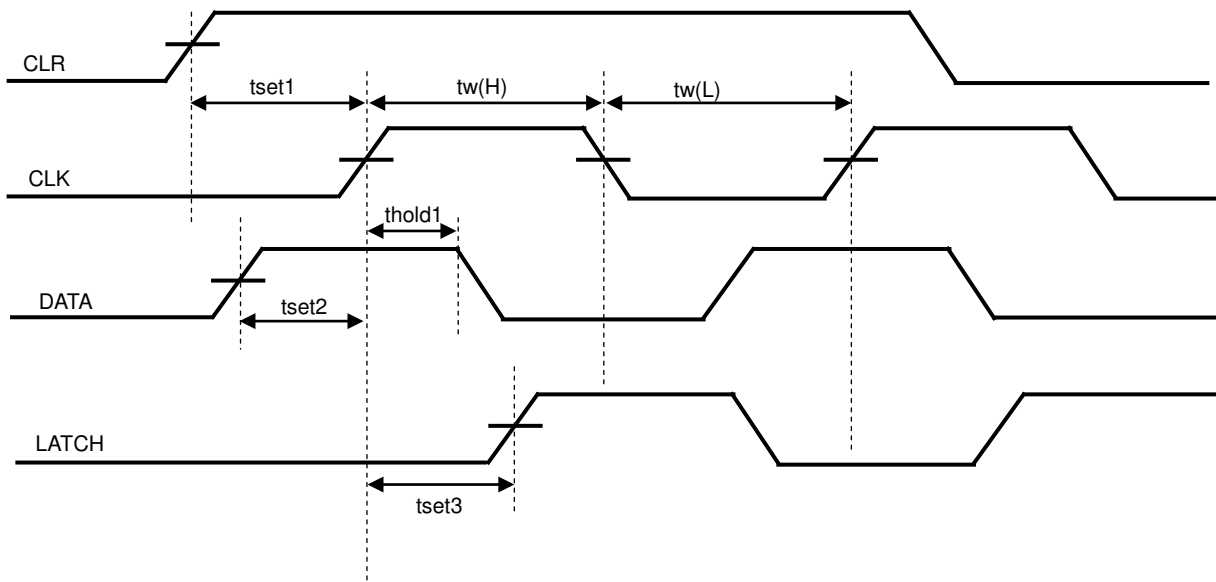 CLR
tset1
tw(H)
tw(L)
CLK
thold1
DATA
tset2
LATCH
tset3